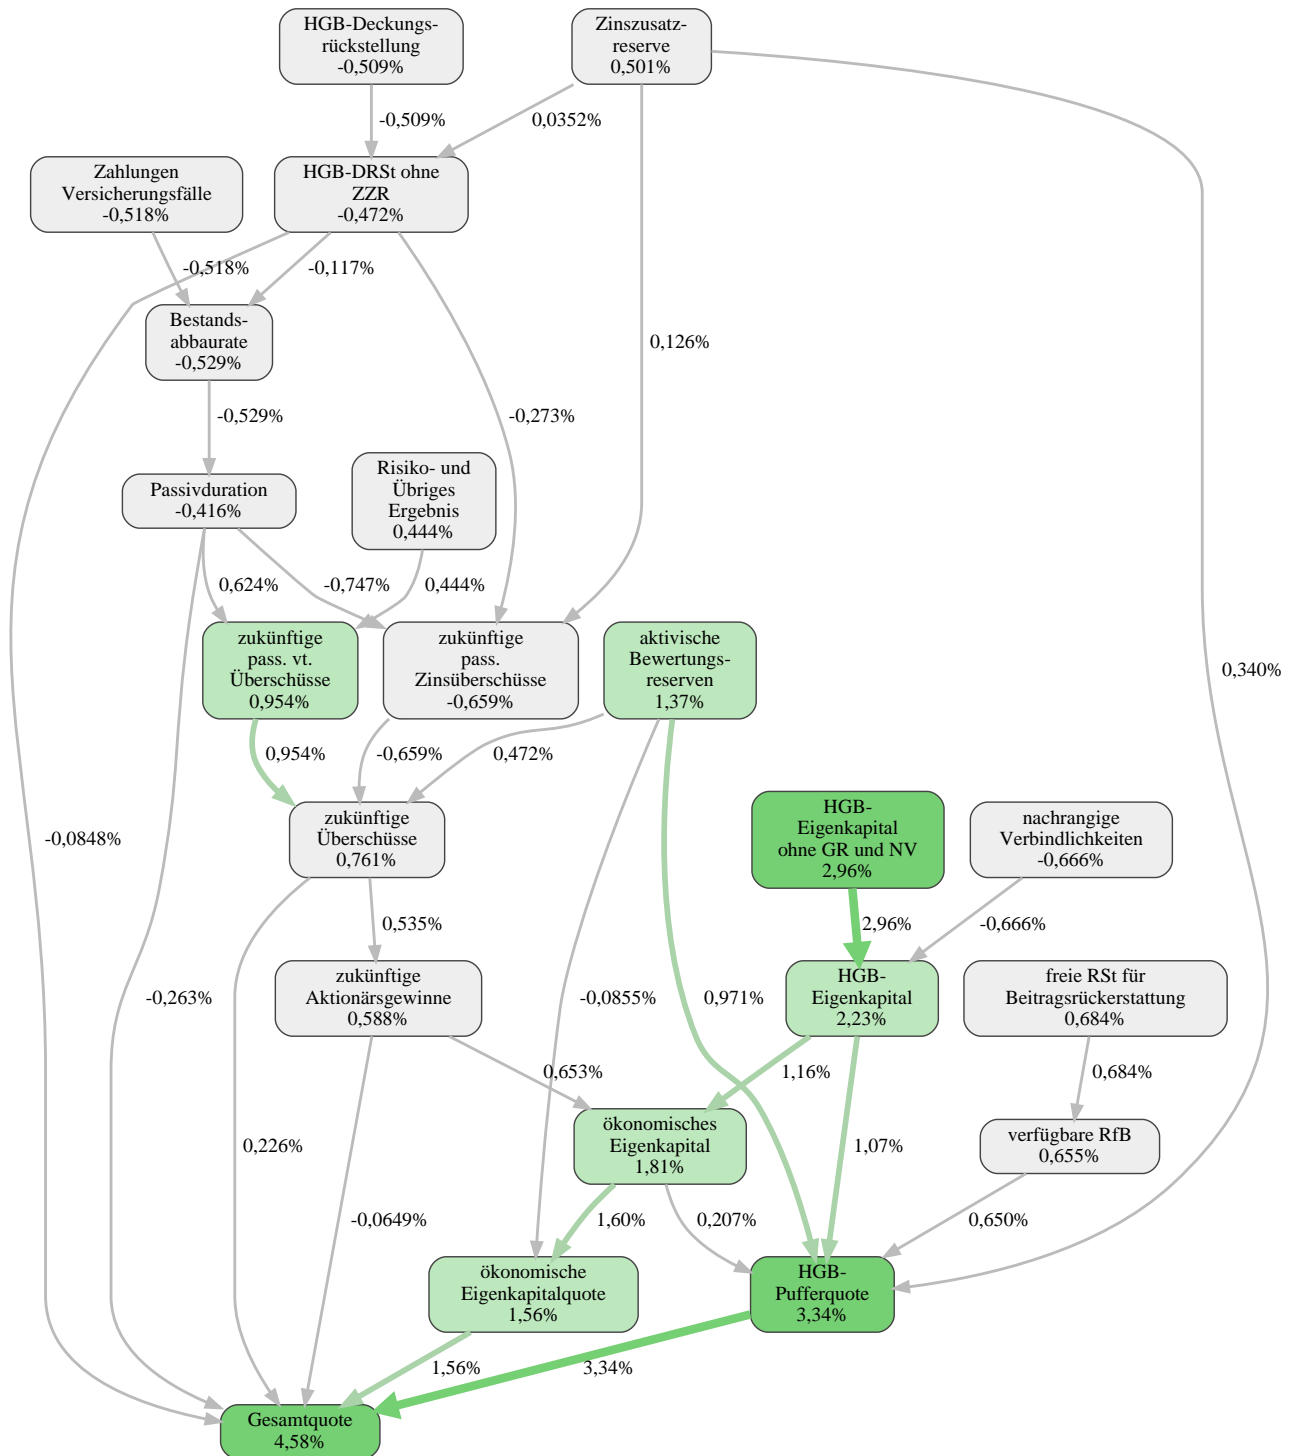 HGB-Deckungs-
rückstellung
-0,509%
Zinszusatz-
reserve
0,501%
-0,509%
0,0352%
Zahlungen
Versicherungsfälle
-0,518%
HGB-DRSt ohne
ZZR
-0,472%
-0,518%
-0,117%
Bestands-
abbaurate
-0,529%
0,126%
-0,529%
-0,273%
Passivduration
-0,416%
Risiko- und
Übriges
Ergebnis
0,444%
0,624%
-0,747%
0,444%
zukünftige
pass. vt.
Überschüsse
0,954%
zukünftige
pass.
Zinsüberschüsse
-0,659%
aktivische
Bewertungs-
reserven
1,37%
0,340%
0,954%
-0,659%
0,472%
zukünftige
Überschüsse
0,761%
HGB-
Eigenkapital
ohne GR und NV
2,96%
nachrangige
Verbindlichkeiten
-0,666%
-0,0848%
0,535%
2,96%
-0,666%
zukünftige
Aktionärsgewinne
0,588%
HGB-
Eigenkapital
2,23%
freie RSt für
Beitragsrückerstattung
0,684%
-0,263%
-0,0855%
0,971%
0,653%
1,16%
0,684%
ökonomisches
Eigenkapital
1,81%
verfügbare RfB
0,655%
0,226%
1,07%
-0,0649%
1,60%
0,207%
0,650%
ökonomische
Eigenkapitalquote
1,56%
HGB-
Pufferquote
3,34%
1,56%
3,34%
Gesamtquote
4,58%